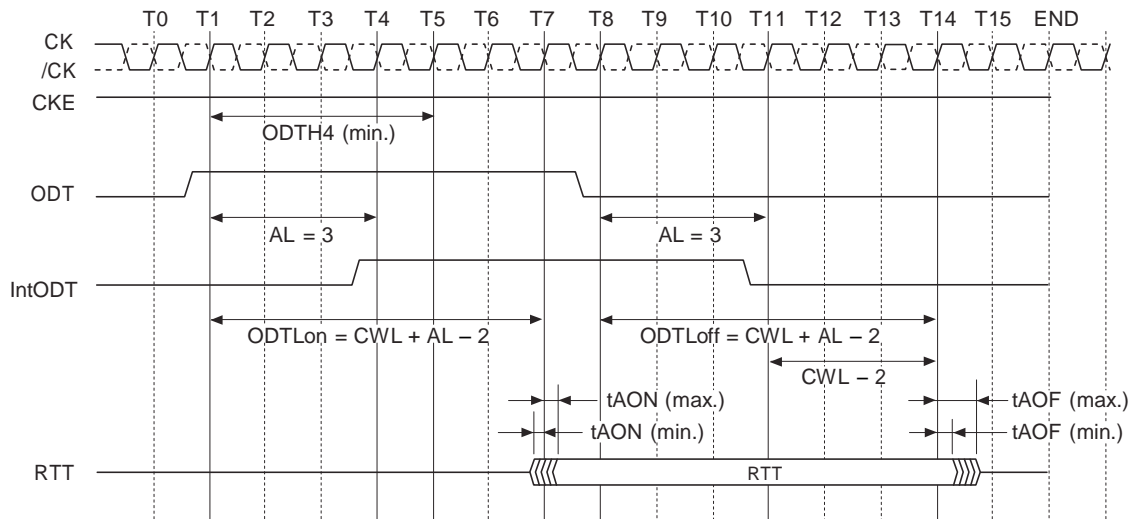 T0 T1 T2 T3 T4 T5 T6 T7 T8 T9 T10 T11 T12 T13 T14 T15 END
CK
/CK
CKE
ODTH4 (min.)
ODT
AL = 3 AL = 3
IntODT
ODTLon = CWL + AL – 2 ODTLoff = CWL + AL – 2
CWL – 2
tAON (max.) tAOF (max.)
tAON (min.) tAOF (min.)
RTT RTT